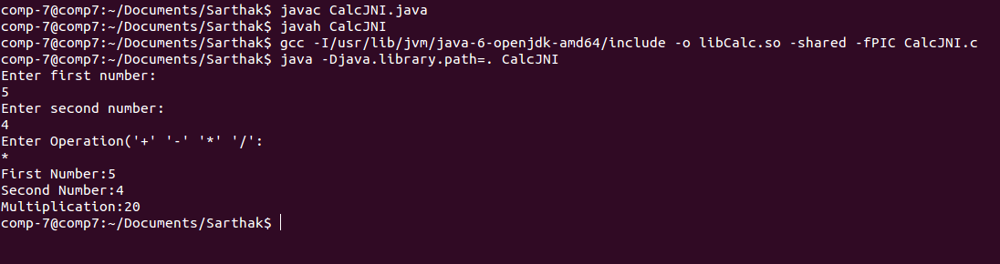 comp-7@comp7:~/Documents/Sarthak$ javac CalcJNI.java
comp-7@comp7:~/Documents/Sarthak$ javah CalcJNI
comp-7@comp7:~/Documents/Sarthak$ gcc -I/usr/lib/jvm/java-6-openjdk-amd64/include -o libCalc.so -shared -fPIC CalcJNI.c
comp-7@comp7:~/Documents/Sarthak$ java -Djava.library.path=. CalcJNI
Enter first number:
5
Enter second number:
4
Enter Operation('+' '-' '*' '/':
*
First Number:5
Second Number:4
Multiplication:20
comp-7@comp7:~/Documents/Sarthak$